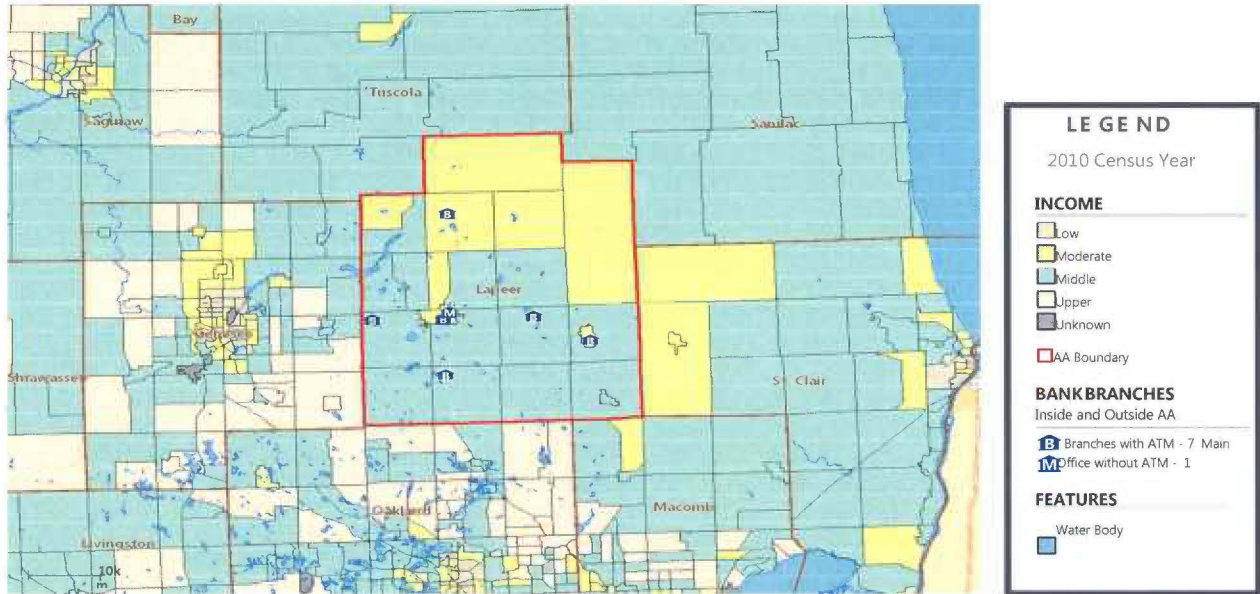 Bay
Tuscola
Saginaw
Sanilac
B
Lapeer
M
B B
B
B
B
Genesee
Shiawassee
B
St. Clair
Oakland
Macomb
Livingston
10k
m
LEGEND
2010 Census Year
INCOME
Low
Moderate
Middle
Upper
Unknown
AA Boundary
BANK BRANCHES
Inside and Outside AA
B Branches with ATM - 7 Main
M Office without ATM - 1
FEATURES
Water Body